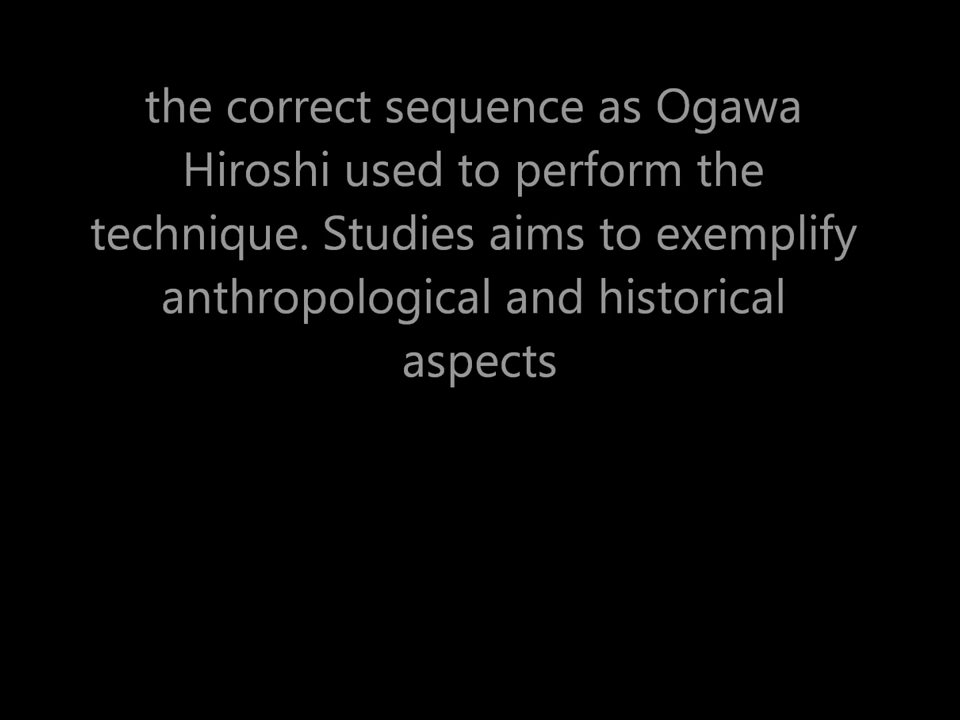 the correct sequence as Ogawa
Hiroshi used to perform the
technique. Studies aims to exemplify
anthropological and historical
aspects